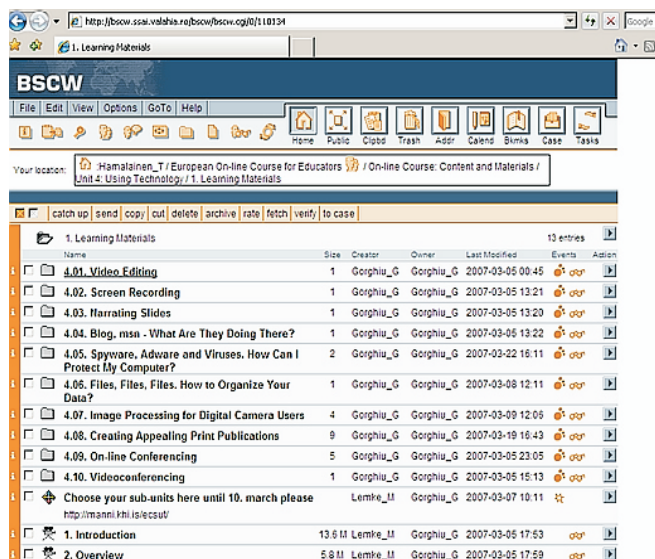 http://bscw.ssai.valahia.ro/bscw/bscw.cgi/0/110134
Google
1. Learning Materials
BSCW
File Edit View Options GoTo Help
Home Public Clpbd Trash Addr Calend Bkmks Case Tasks
Your location: :Hamalainen_T / European On-line Course for Educators / On-line Course: Content and Materials /
Unit 4: Using Technology / 1. Learning Materials
catch up send copy cut delete archive rate fetch verify to case
1. Learning Materials 13 entries
Name Size Creator Owner Last Modified Events Action
4.01. Video Editing 1 Gorghiu_G Gorghiu_G 2007-03-05 00:45
4.02. Screen Recording 1 Gorghiu_G Gorghiu_G 2007-03-05 13:21
4.03. Narrating Slides 1 Gorghiu_G Gorghiu_G 2007-03-05 13:20
4.04. Blog, msn - What Are They Doing There? 1 Gorghiu_G Gorghiu_G 2007-03-05 13:22
4.05. Spyware, Adware and Viruses. How Can I 2 Gorghiu_G Gorghiu_G 2007-03-22 16:11
Protect My Computer?
4.06. Files, Files, Files. How to Organize Your 1 Gorghiu_G Gorghiu_G 2007-03-08 12:11
Data?
4.07. Image Processing for Digital Camera Users 4 Gorghiu_G Gorghiu_G 2007-03-09 12:06
4.08. Creating Appealing Print Publications 9 Gorghiu_G Gorghiu_G 2007-03-19 16:43
4.09. On-line Conferencing 5 Gorghiu_G Gorghiu_G 2007-03-05 23:05
4.10. Videoconferencing 1 Gorghiu_G Gorghiu_G 2007-03-05 15:13
Choose your sub-units here until 10. march please Lemke_M Gorghiu_G 2007-03-07 10:11
http://manni.khi.is/ecsut/
1. Introduction 13.6 M Lemke_M Gorghiu_G 2007-03-05 17:53
2. Overview 5.8 M Lemke_M Gorghiu_G 2007-03-05 17:59